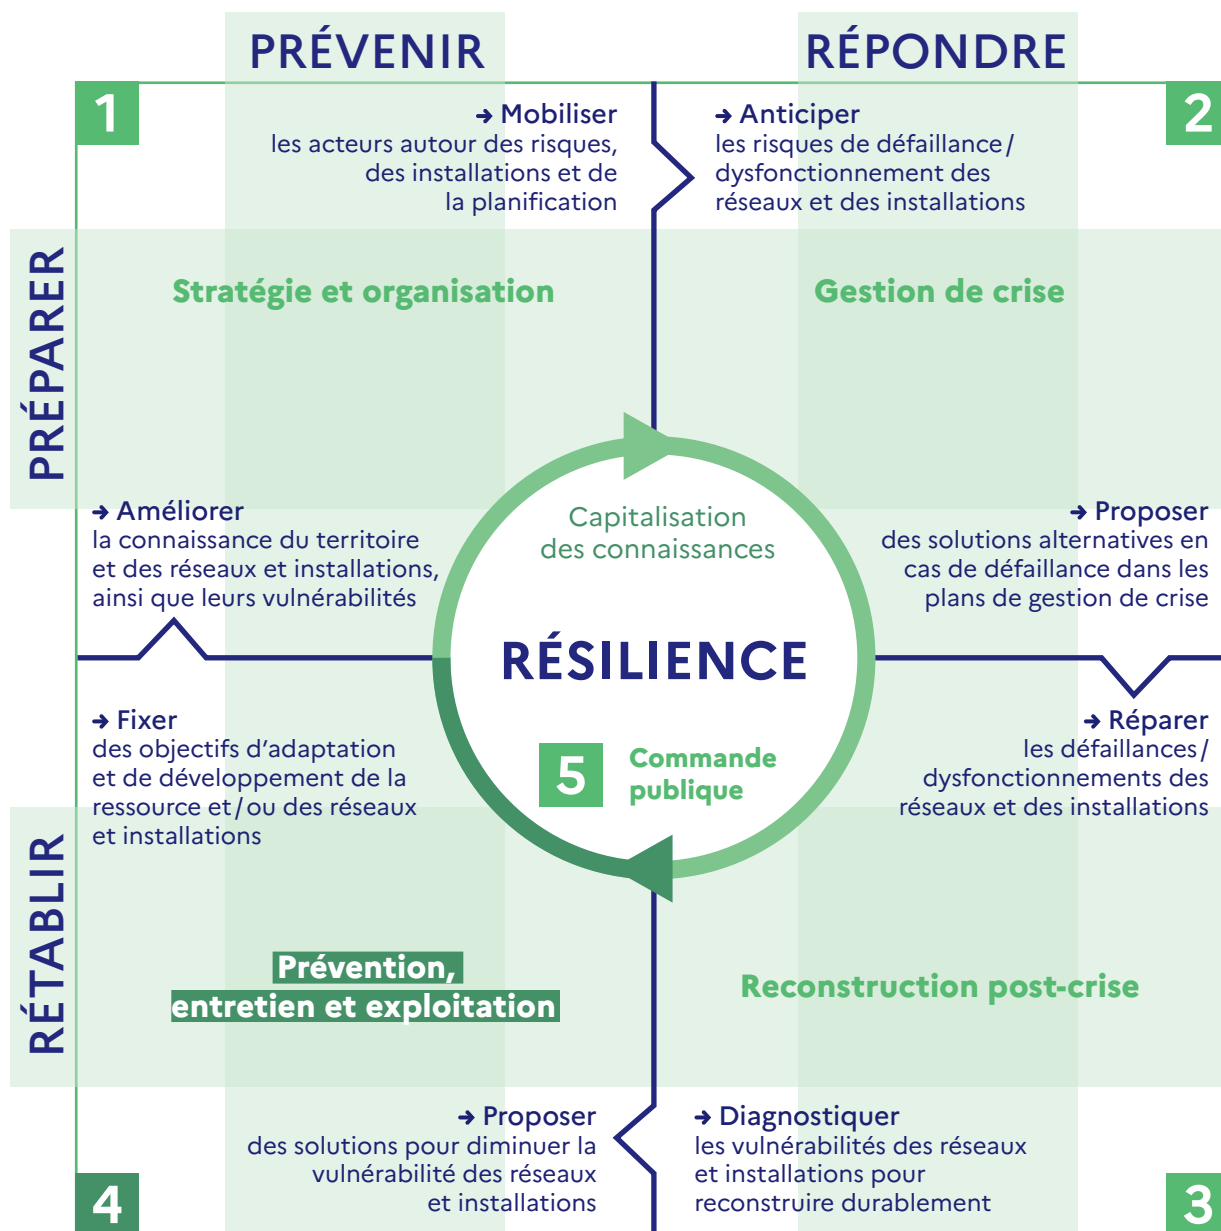 PRÉVENIR
RÉPONDRE
PRÉPARER
RÉTABLIR
1
→ Mobiliser
les acteurs autour des risques,
des installations et de
la planification
Stratégie et organisation
→ Améliorer
la connaissance du territoire
et des réseaux et installations,
ainsi que leurs vulnérabilités
2
→ Anticiper
les risques de défaillance/
dysfonctionnement des
réseaux et des installations
Gestion de crise
→ Proposer
des solutions alternatives en
cas de défaillance dans les
plans de gestion de crise
Capitalisation
des connaissances
RÉSILIENCE
5
Commande
publique
→ Réparer
les défaillances/
dysfonctionnements des
réseaux et des installations
Reconstruction post-crise
→ Diagnostiquer
les vulnérabilités des réseaux
et installations pour
reconstruire durablement
3
→ Fixer
des objectifs d’adaptation
et de développement de la
ressource et/ou des réseaux
et installations
Prévention,
entretien et exploitation
→ Proposer
des solutions pour diminuer la
vulnérabilité des réseaux
et installations
4